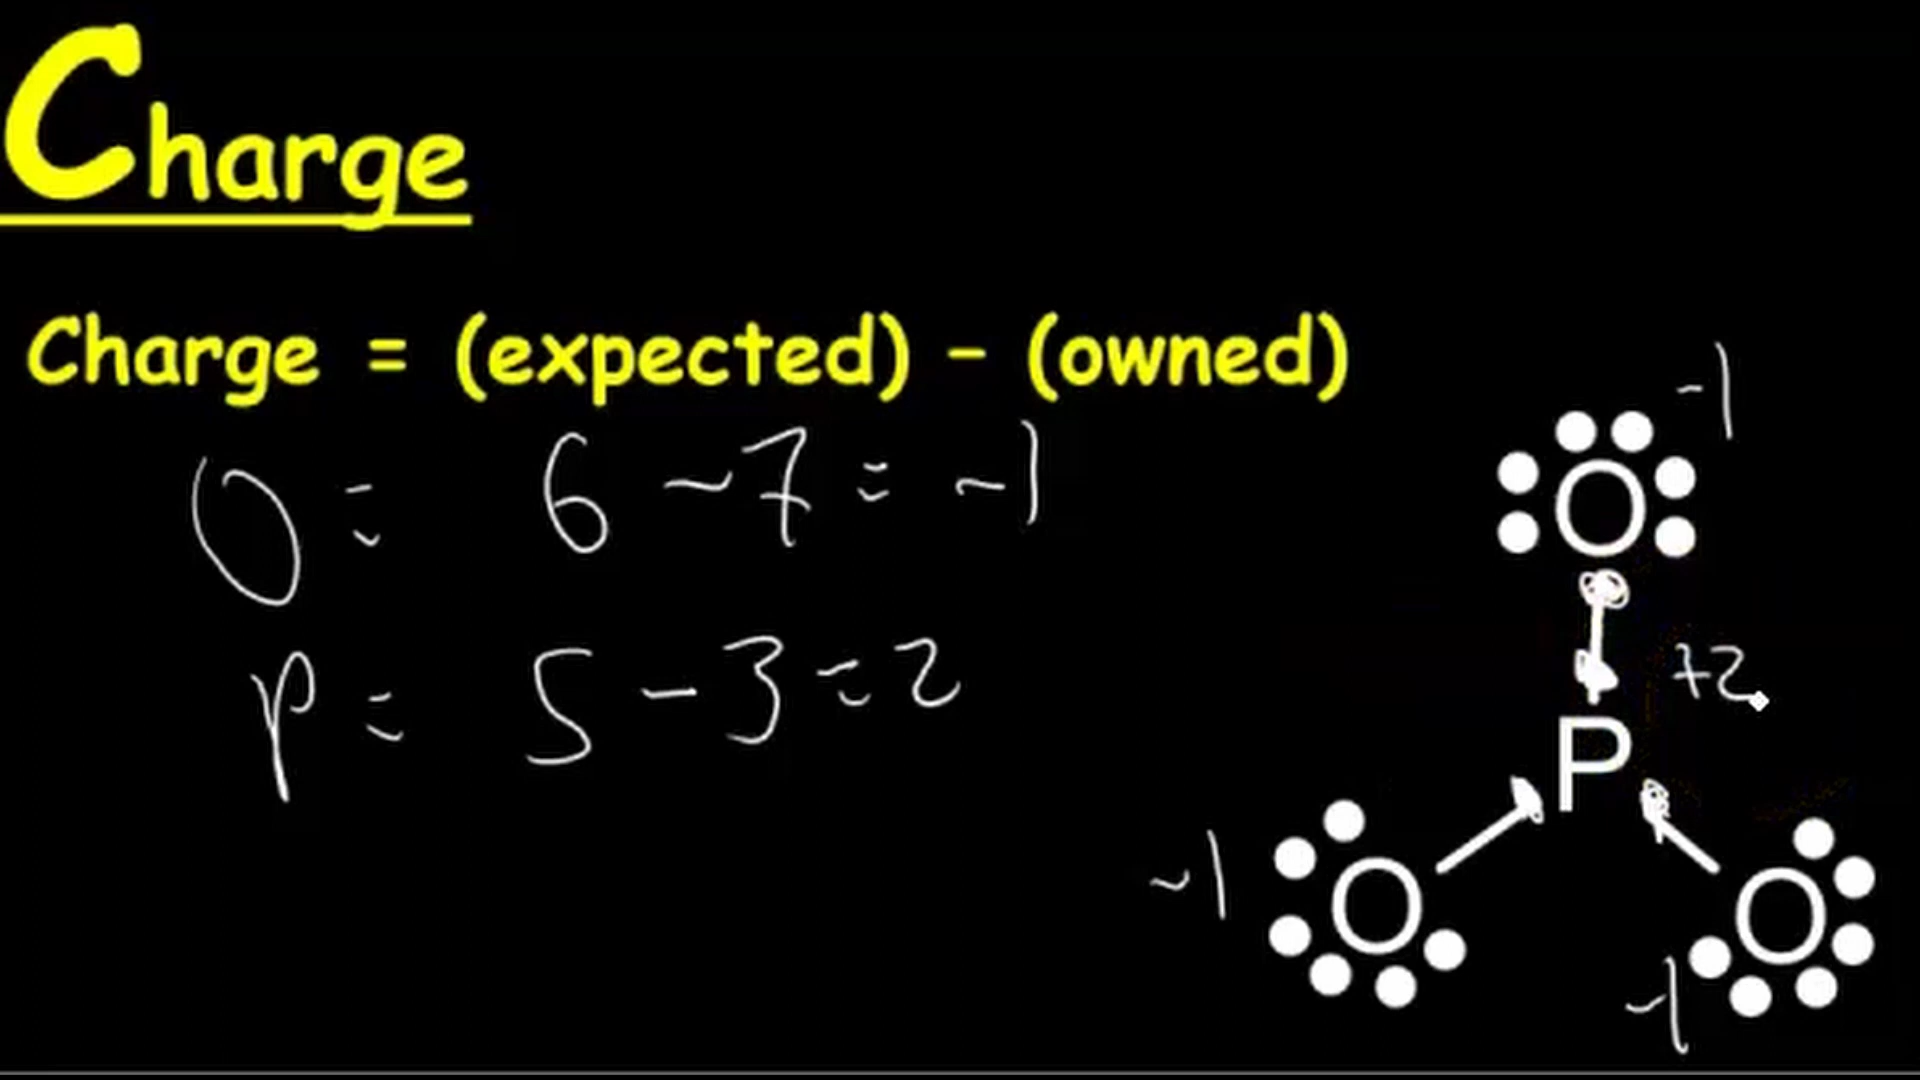 Charge
Charge = (expected) - (owned)
O = 6 - 7 = -1
P = 5 - 3 = 2
-1
O
+2
P
-1
O
O
-1